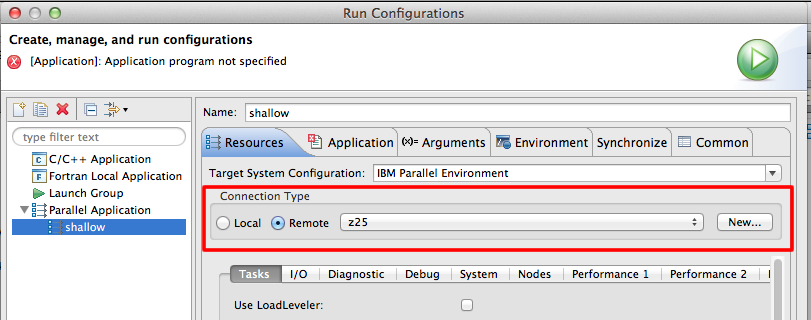 Run Configurations
Create, manage, and run configurations
[Application]: Application program not specified
Name: shallow
type filter text
Resources Application (x)= Arguments Environment Synchronize Common
C/C++ Application
Fortran Local Application
Launch Group
Parallel Application
shallow
Target System Configuration: IBM Parallel Environment
Connection Type
Local Remote z25 New...
Tasks I/O Diagnostic Debug System Nodes Performance 1 Performance 2
Use LoadLeveler: